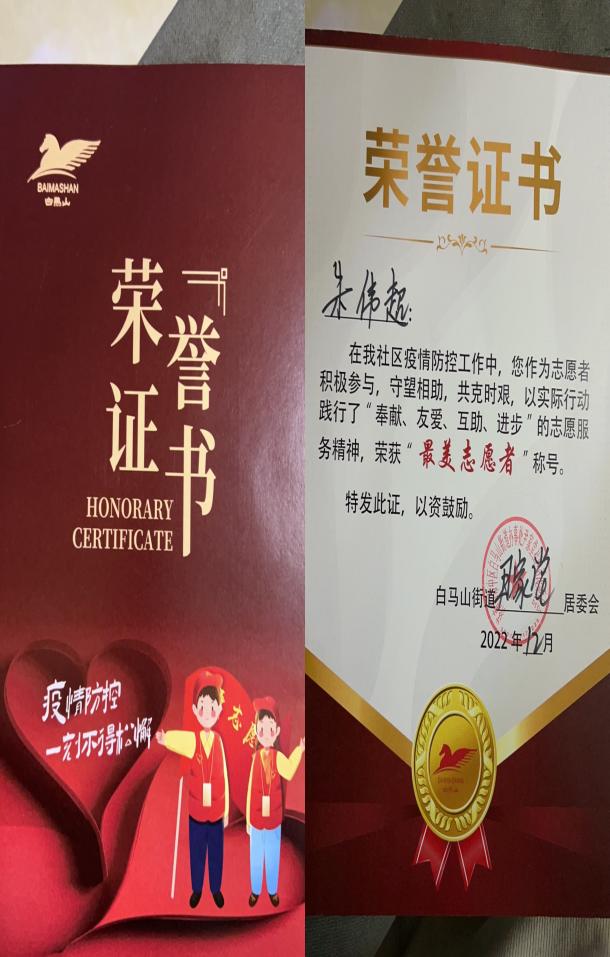 BAIMASHAN
白馬山
荣誉证书
HONORARY
CERTIFICATE
疫情防控
一刻不得松懈
志愿
荣誉证书
朱伟超:
在我社区疫情防控工作中，您作为志愿者
积极参与，守望相助，共克时艰，以实际行动
践行了“奉献、友爱、互助、进步”的志愿服
务精神，荣获“最美志愿者”称号。
特发此证，以资鼓励。
白马山街道 居委会
2022年12月
BAIMASHAN